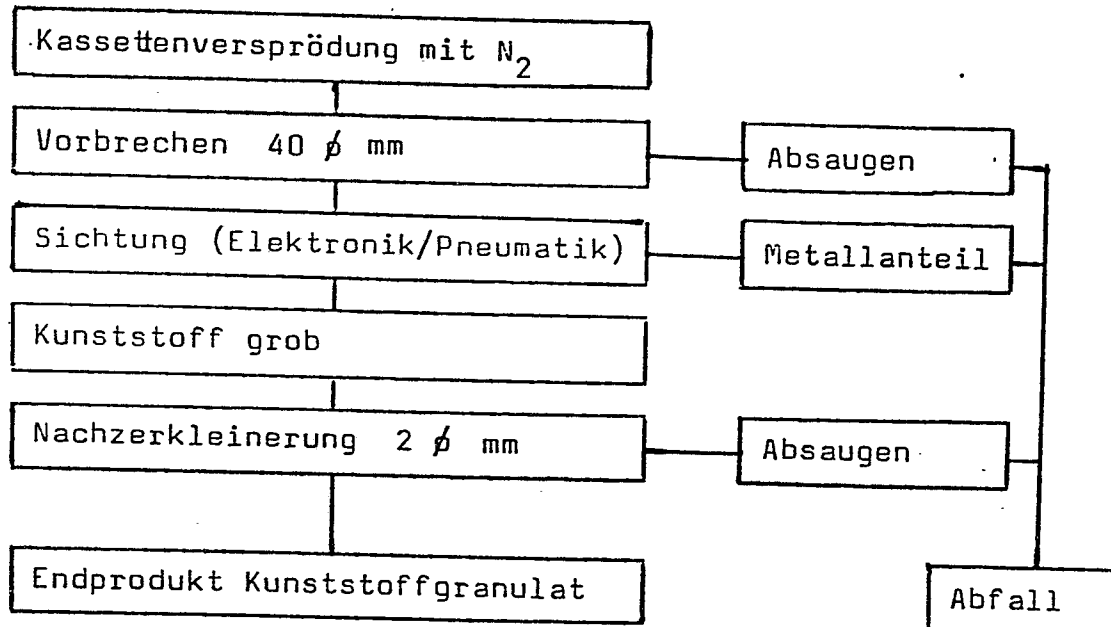 Kassettenversprödung mit N₂
Vorbrechen 40 ø mm
Absaugen
Sichtung (Elektronik/Pneumatik)
Metallanteil
Kunststoff grob
Nachzerkleinerung 2 ø mm
Absaugen
Endprodukt Kunststoffgranulat
Abfall